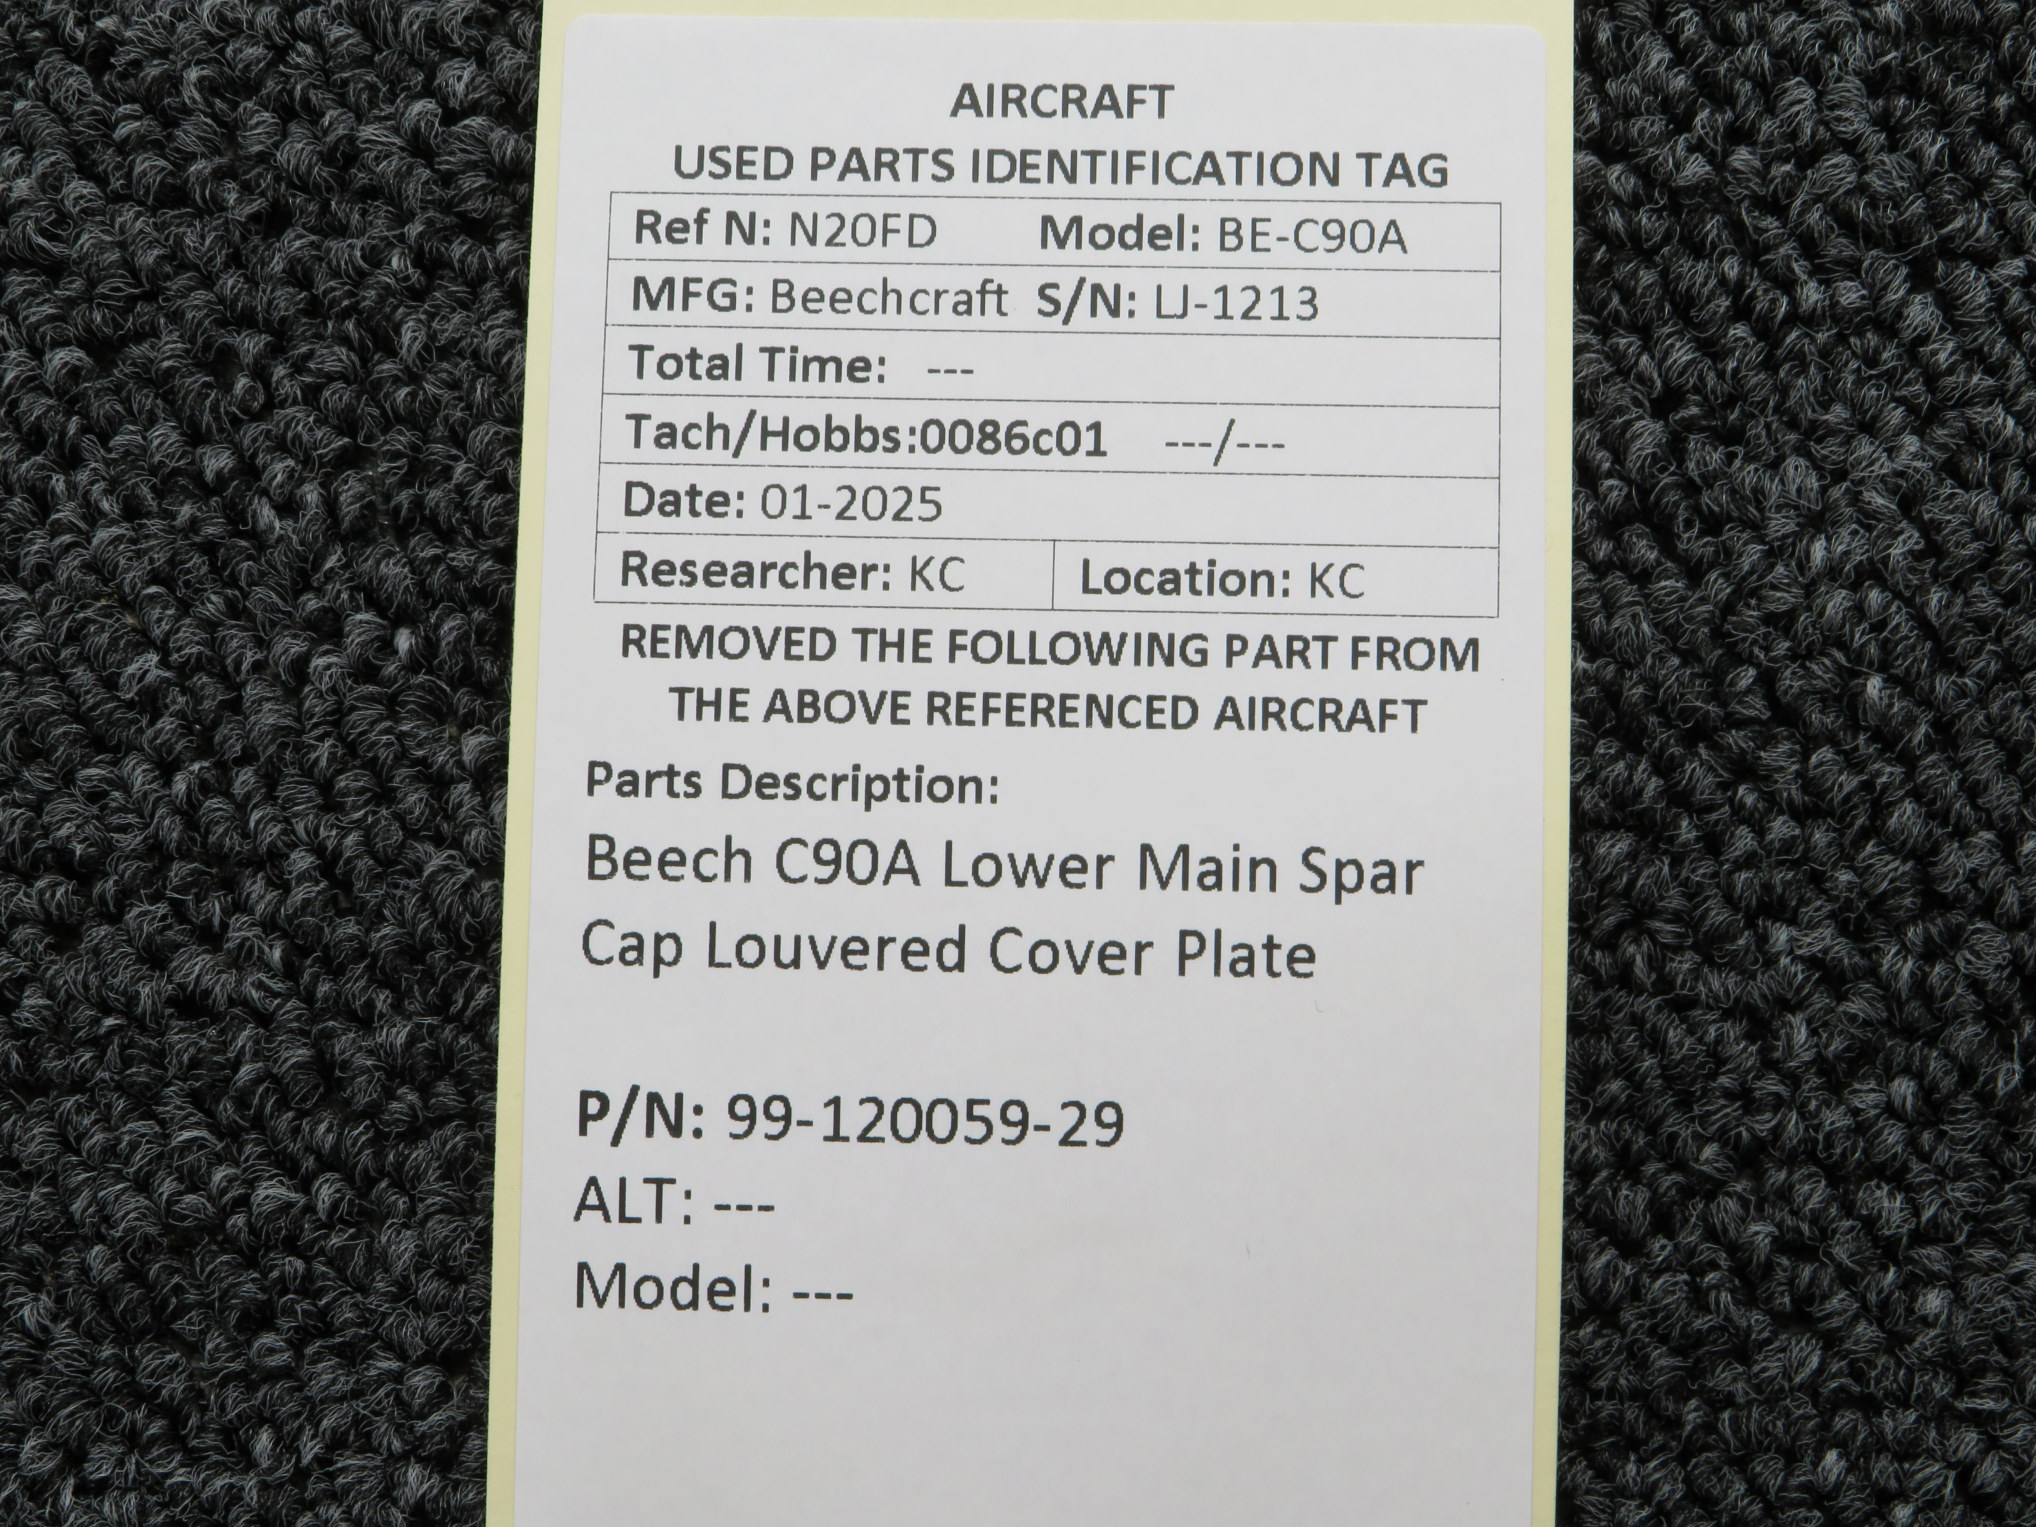 AIRCRAFT
USED PARTS IDENTIFICATION TAG
Ref N: N20FD Model: BE-C90A
MFG: Beechcraft S/N: LJ-1213
Total Time: ---
Tach/Hobbs:0086c01 ---/---
Date: 01-2025
Researcher: KC Location: KC
REMOVED THE FOLLOWING PART FROM
THE ABOVE REFERENCED AIRCRAFT
Parts Description:
Beech C90A Lower Main Spar
Cap Louvered Cover Plate
P/N: 99-120059-29
ALT: ---
Model: ---